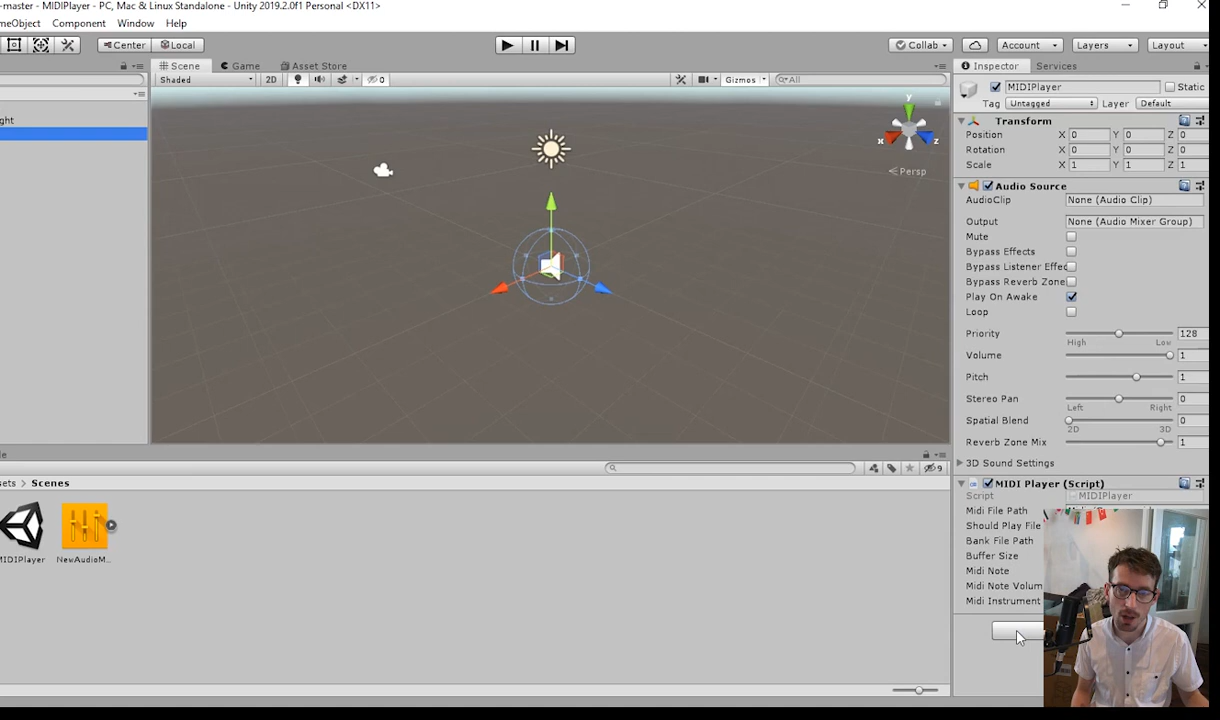 -master - MIDIPlayer - PC, Mac & Linux Standalone - Unity 2019.2.0f1 Personal <DX11>
meObject Component Window Help
Center Local Collab Account Layers Layout
Scene Game Asset Store
Shaded 2D 0 Gizmos All
ght
y
x z
Persp
Inspector Services
MIDIPlayer Static
Tag Untagged Layer Default
Transform
Position X 0 Y 0 Z 0
Rotation X 0 Y 0 Z 0
Scale X 1 Y 1 Z 1
Audio Source
AudioClip None (Audio Clip)
Output None (Audio Mixer Group)
Mute
Bypass Effects
Bypass Listener Effec
Bypass Reverb Zone
Play On Awake
Loop
Priority 128
High Low
Volume 1
Pitch 1
Stereo Pan 0
Left Right
Spatial Blend 0
2D 3D
Reverb Zone Mix 1
3D Sound Settings
MIDI Player (Script)
Script MIDIPlayer
Midi File Path
Should Play File
Bank File Path
Buffer Size
Midi Note
Midi Note Volum
Midi Instrument
9
sets > Scenes
MIDIPlayer NewAudioM...